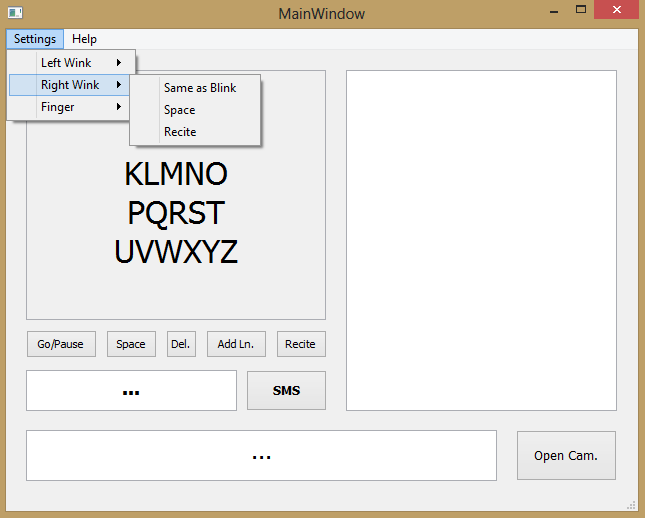 MainWindow
Settings Help
Left Wink
Right Wink
Finger
Same as Blink
Space
Recite
KLMNO
PQRST
UVWXYZ
Go/Pause Space Del. Add Ln. Recite
... SMS
... Open Cam.